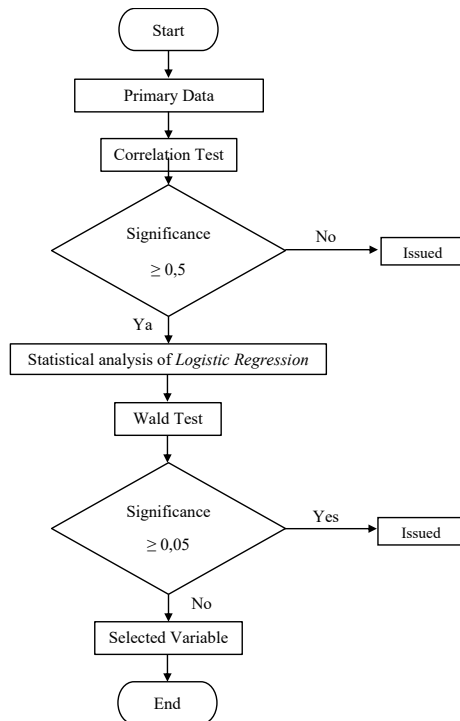 Start
Primary Data
Correlation Test
Significance
≥ 0,5
No
Issued
Ya
Statistical analysis of Logistic Regression
Wald Test
Significance
≥ 0,05
Yes
Issued
No
Selected Variable
End